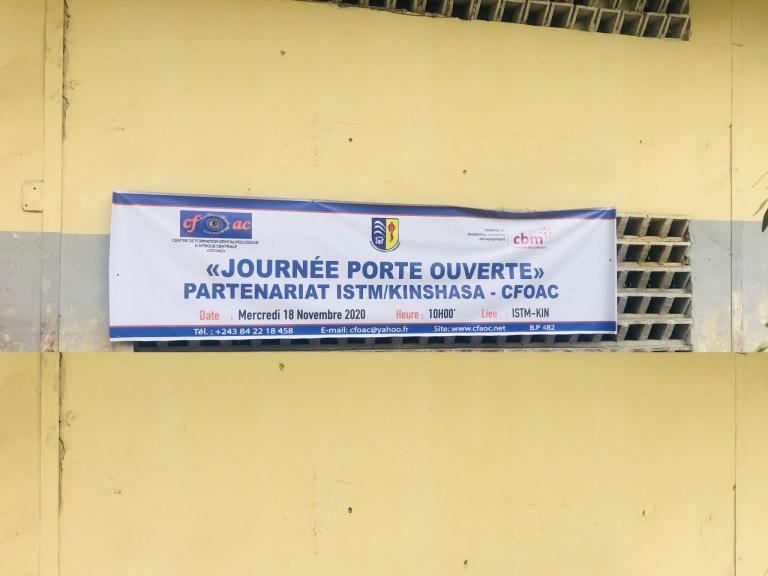 cf ac
CENTRE DE FORMATION OPHTALMOLOGIQUE
D'AFRIQUE CENTRALE
«CFOAC»
cbm
«JOURNÉE PORTE OUVERTE»
PARTENARIAT ISTM/KINSHASA - CFOAC
Date : Mercredi 18 Novembre 2020 Heure : 10H00' Lieu : ISTM-KIN
Tél. : +243 84 22 18 458 E-mail: cfoac@yahoo.fr Site: www.cfaoc.net B.P 482